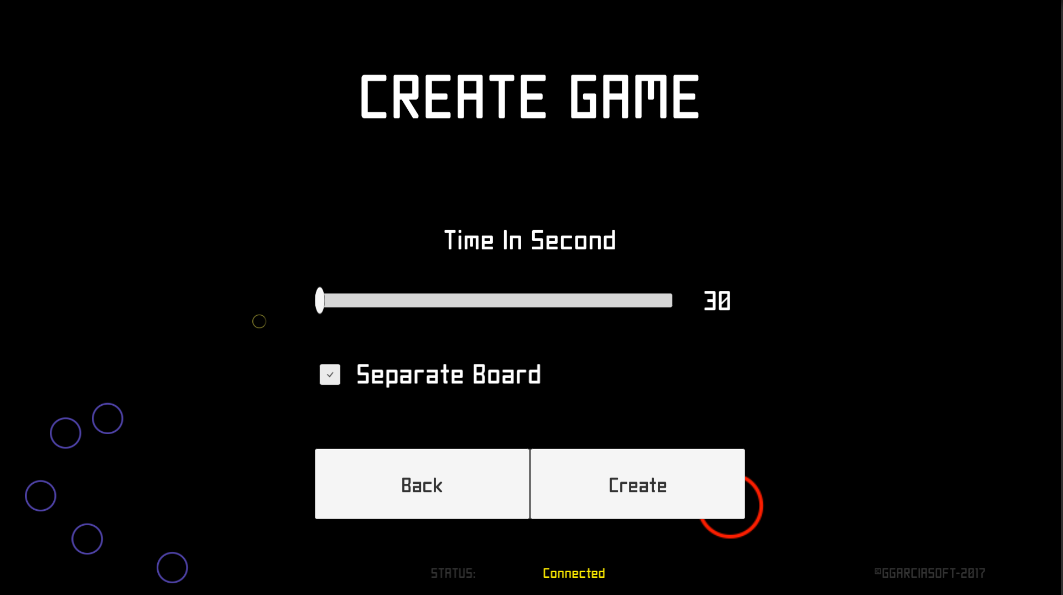 CREATE GAME
Time In Second
30
Separate Board
Back Create
STATUS: Connected ©GGARCIASOFT-2017